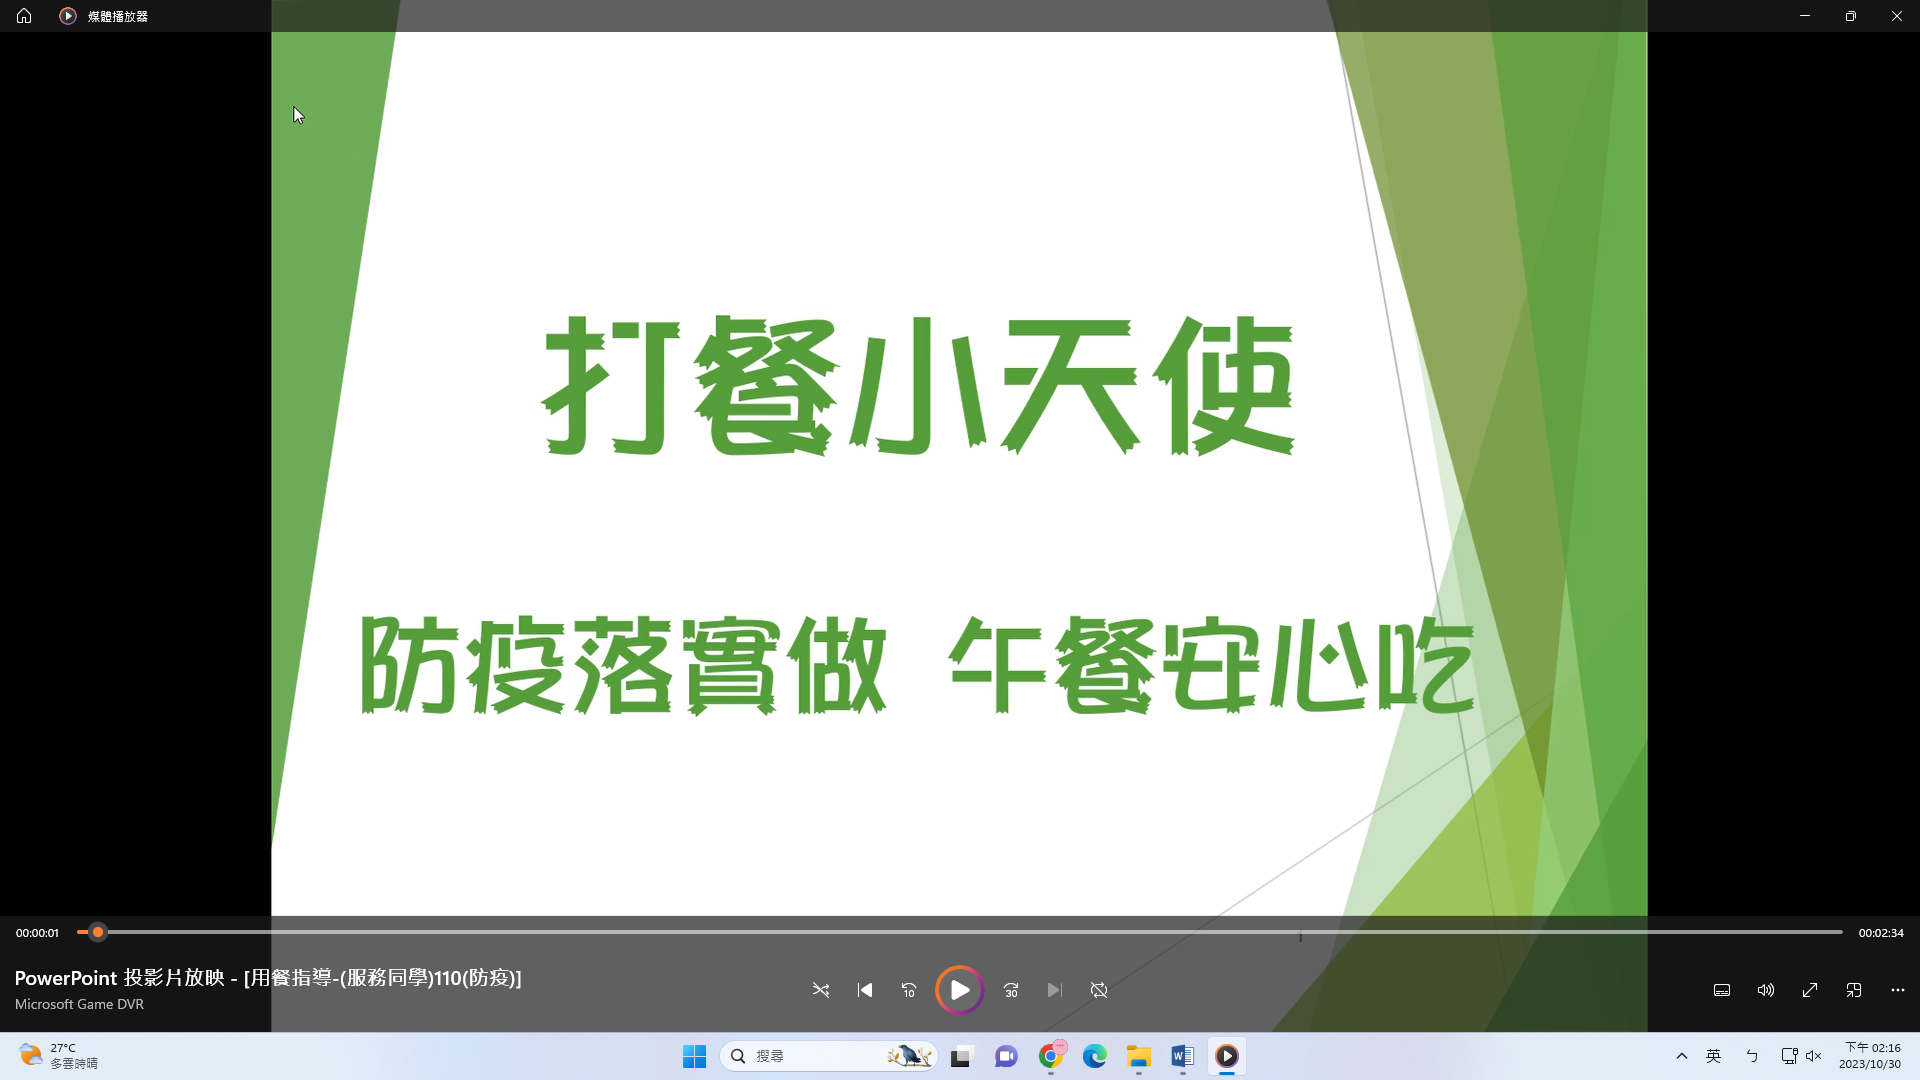 媒體播放器
打餐小天使
防疫落實做 午餐安心吃
00:00:01
00:02:34
PowerPoint 投影片放映 - [用餐指導-(服務同學)110(防疫)]
Microsoft Game DVR
10
30
27°C
多雲時晴
搜尋
英
ㄅ
下午 02:16
2023/10/30